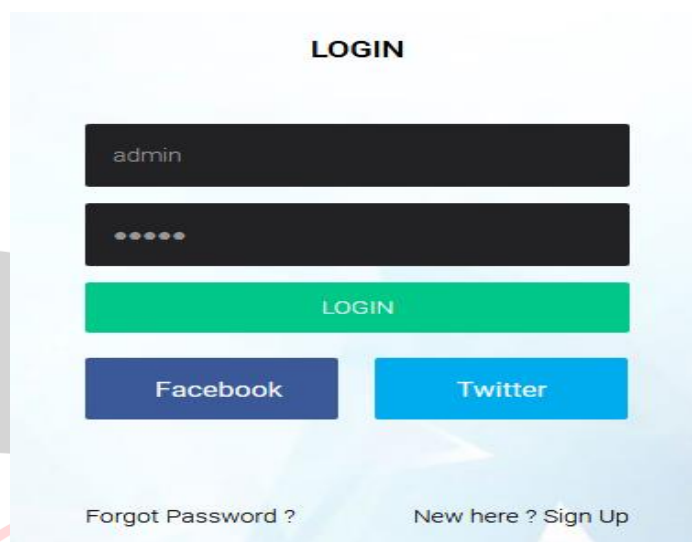 LOGIN
admin
•••••
LOGIN
Facebook Twitter
Forgot Password ? New here ? Sign Up